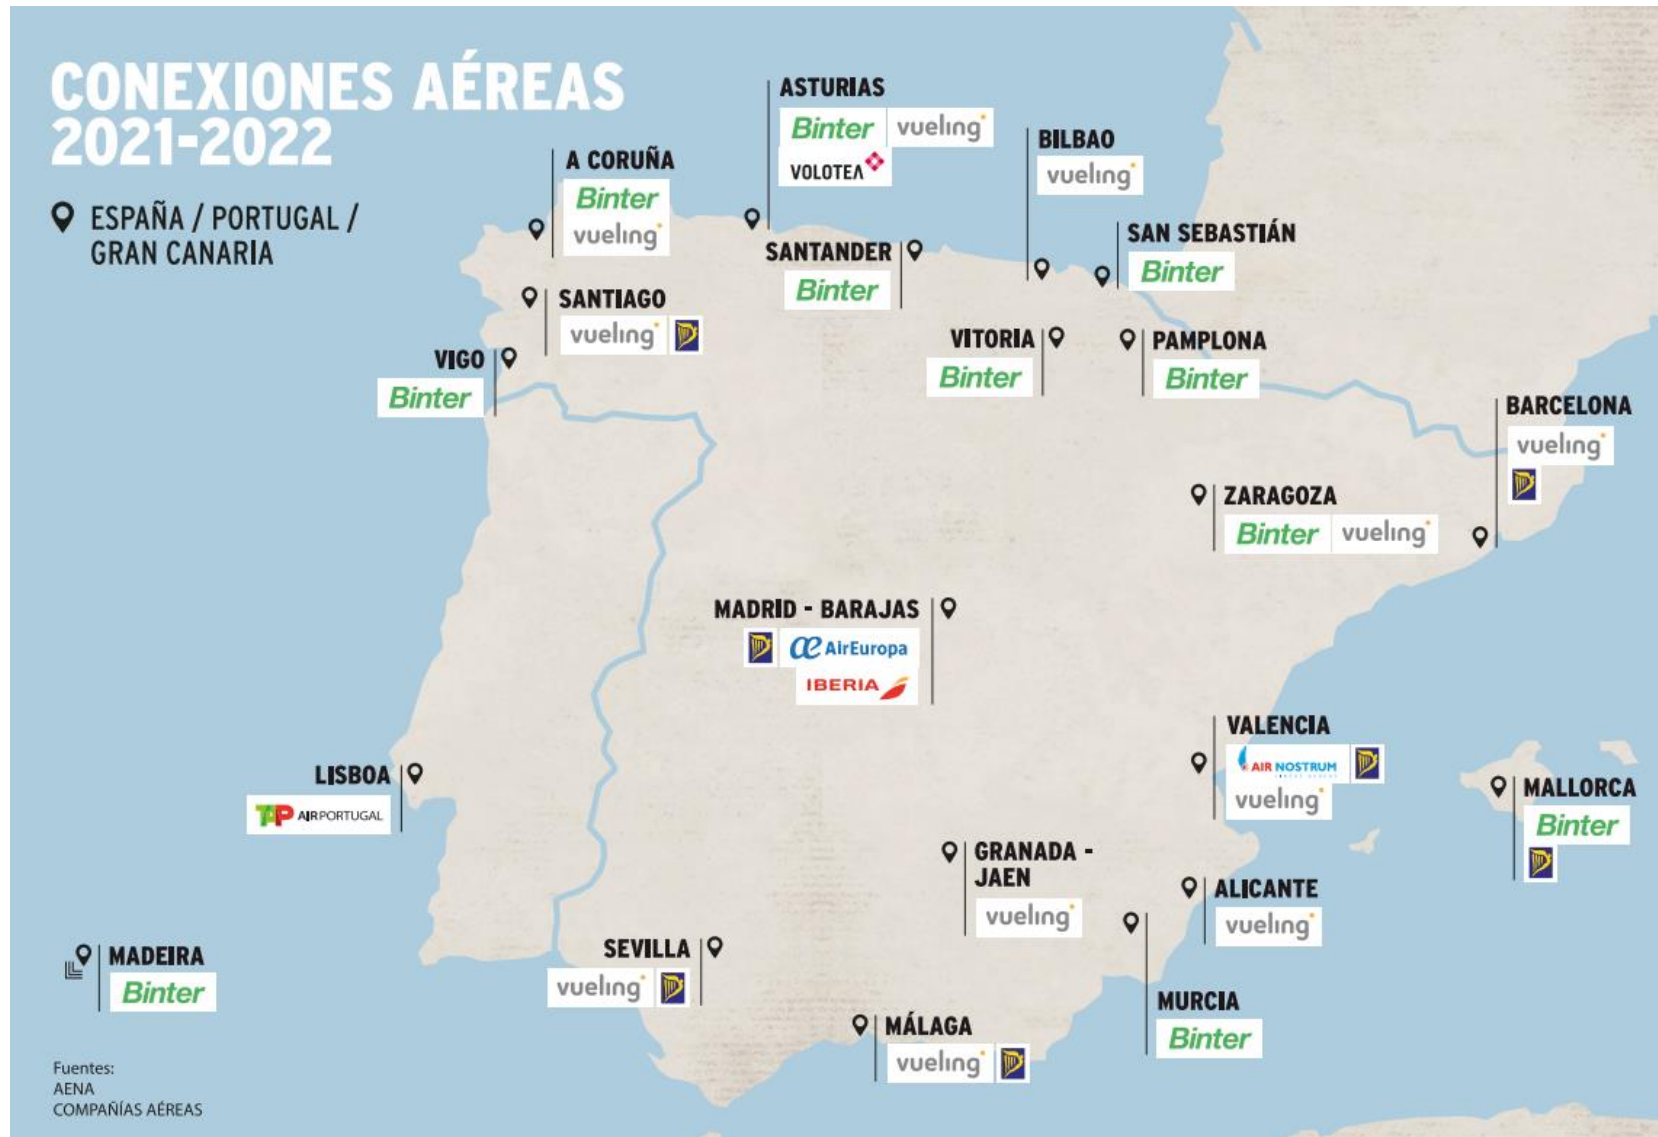 CONEXIONES AÉREAS
2021-2022
ESPAÑA / PORTUGAL /
GRAN CANARIA
A CORUÑA
Binter
vueling
ASTURIAS
Binter vueling
VOLOTEA
BILBAO
vueling
SANTANDER
Binter
SAN SEBASTIÁN
Binter
SANTIAGO
vueling
VIGO
Binter
VITORIA
Binter
PAMPLONA
Binter
BARCELONA
vueling
ZARAGOZA
Binter vueling
MADRID - BARAJAS
AirEuropa
IBERIA
LISBOA
TAP AIRPORTUGAL
VALENCIA
AIR NOSTRUM
vueling
MALLORCA
Binter
GRANADA -
JAEN
vueling
ALICANTE
vueling
MADEIRA
Binter
SEVILLA
vueling
MURCIA
Binter
MÁLAGA
vueling
Fuentes:
AENA
COMPAÑÍAS AÉREAS